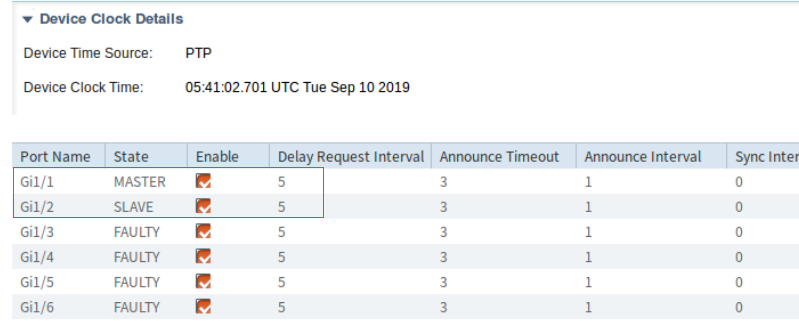 Device Clock Details
Device Time Source: PTP
Device Clock Time: 05:41:02.701 UTC Tue Sep 10 2019
Port Name State Enable Delay Request Interval Announce Timeout Announce Interval Sync Inter
Gi1/1 MASTER 5 3 1 0
Gi1/2 SLAVE 5 3 1 0
Gi1/3 FAULTY 5 3 1 0
Gi1/4 FAULTY 5 3 1 0
Gi1/5 FAULTY 5 3 1 0
Gi1/6 FAULTY 5 3 1 0